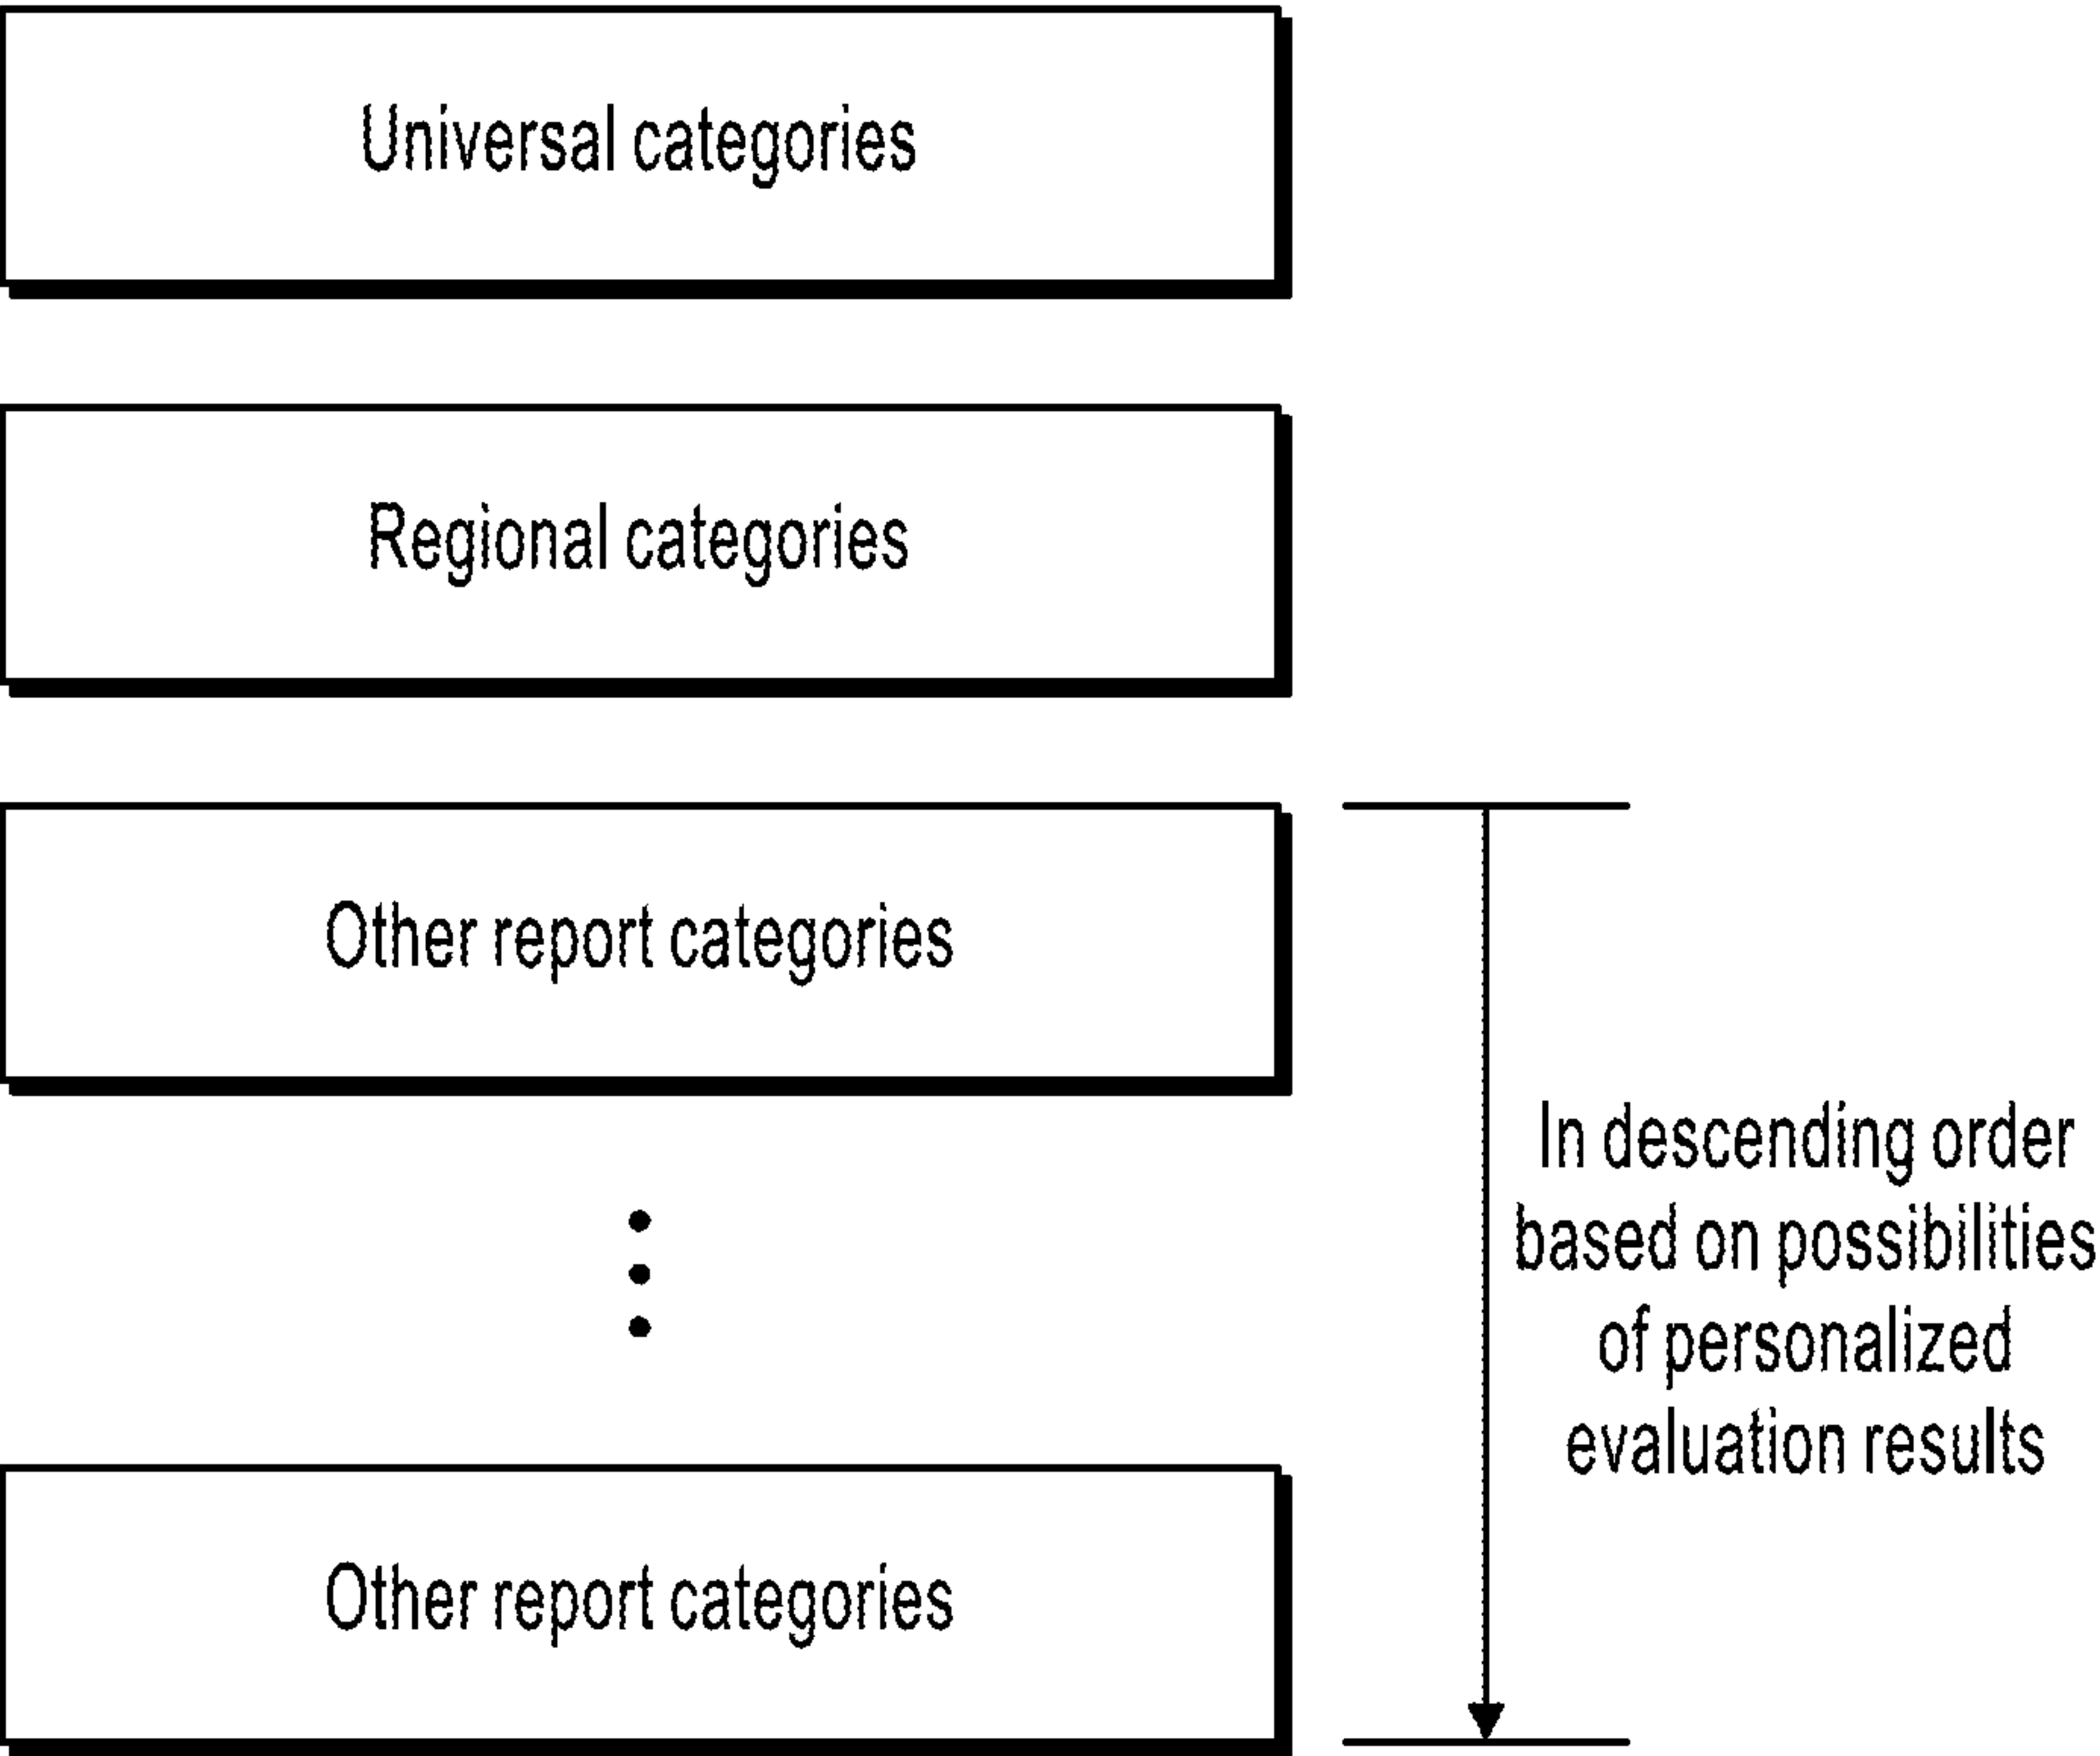 Universal categories
Regional categories
Other report categories
In descending order
based on possibilities
of personalized
evaluation results
Other report categories